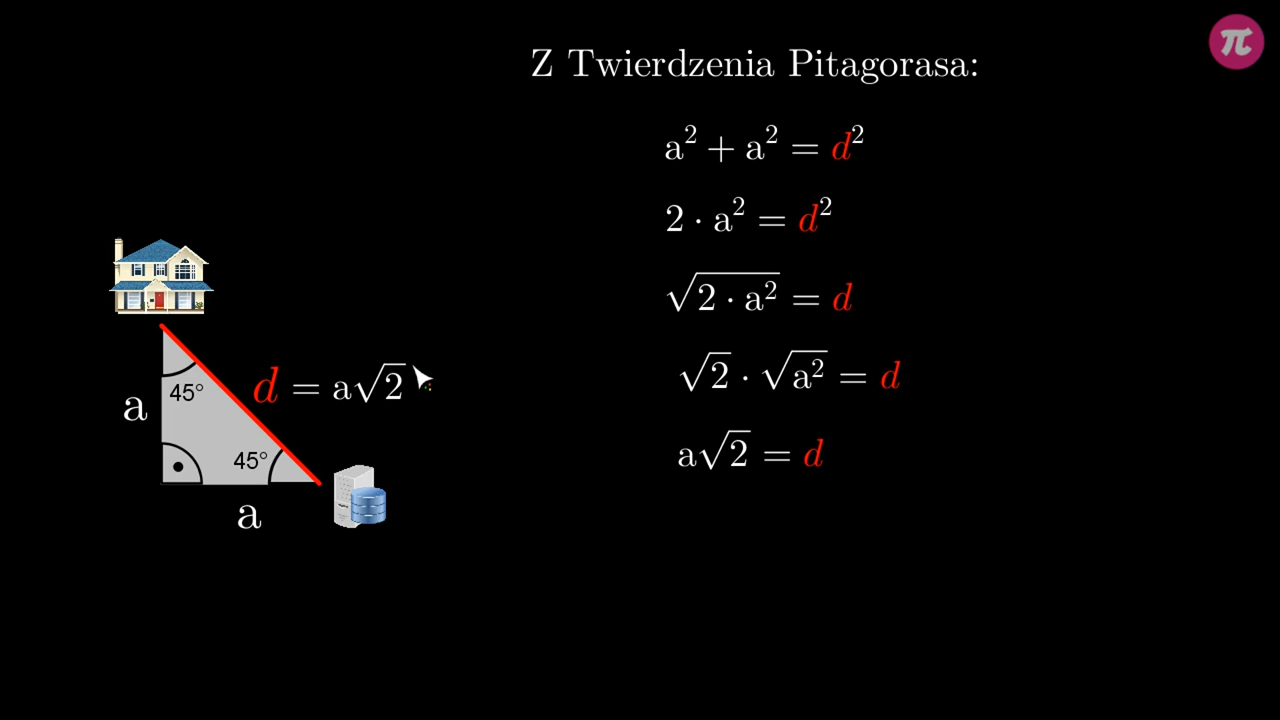 Z Twierdzenia Pitagorasa:
a² + a² = d²
2 · a² = d²
√(2 · a²) = d
√2 · √a² = d
a√2 = d
45°
d = a√2
a
45°
a
π